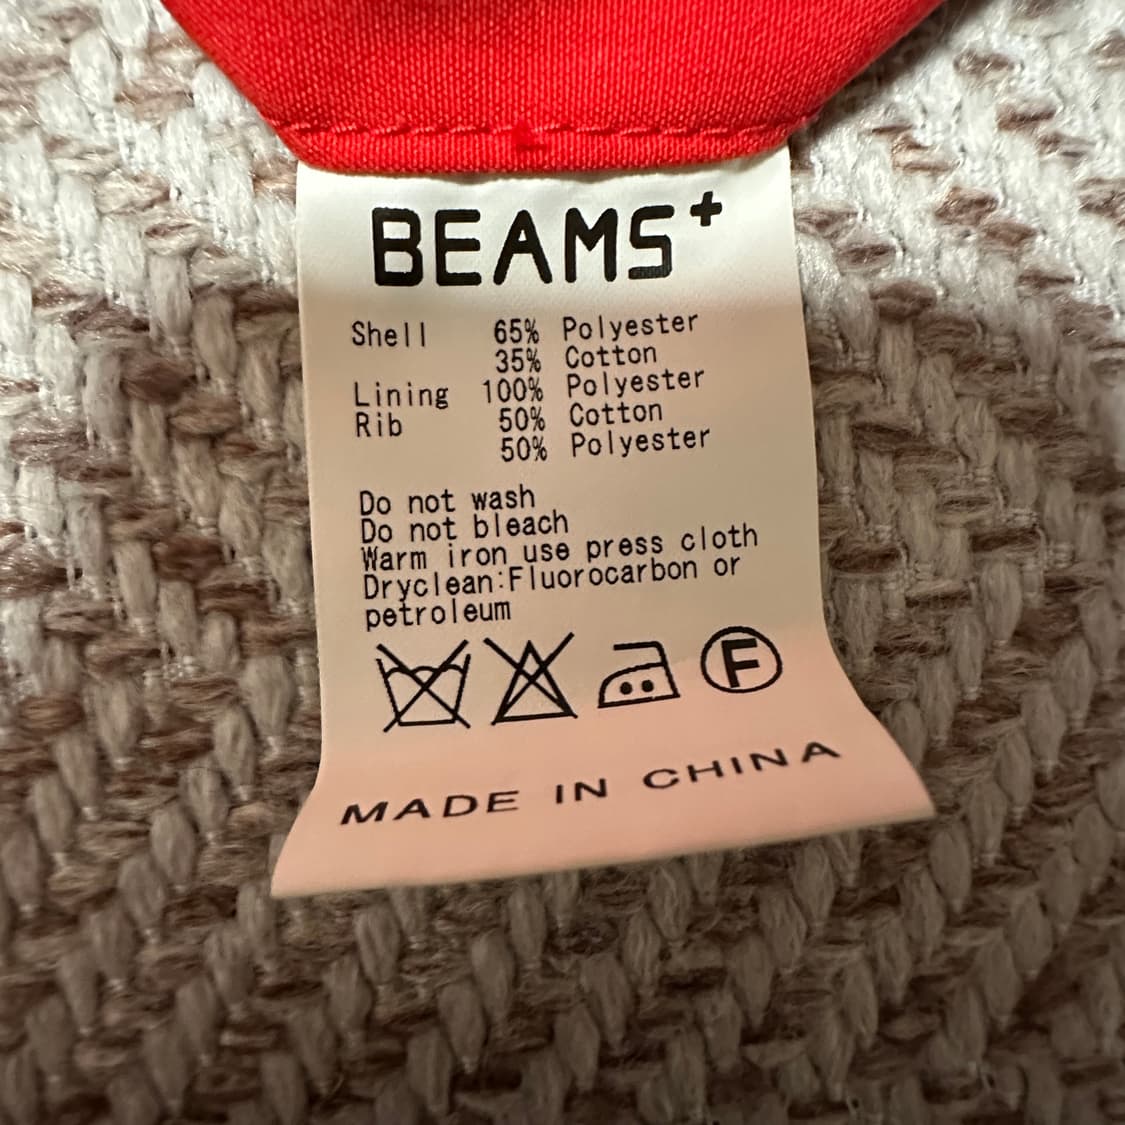 BEAMS+
Shell 65% Polyester
35% Cotton
Lining 100% Polyester
Rib 50% Cotton
50% Polyester
Do not wash
Do not bleach
Warm iron use press cloth
Dryclean:Fluorocarbon or
petroleum
F
MADE IN CHINA